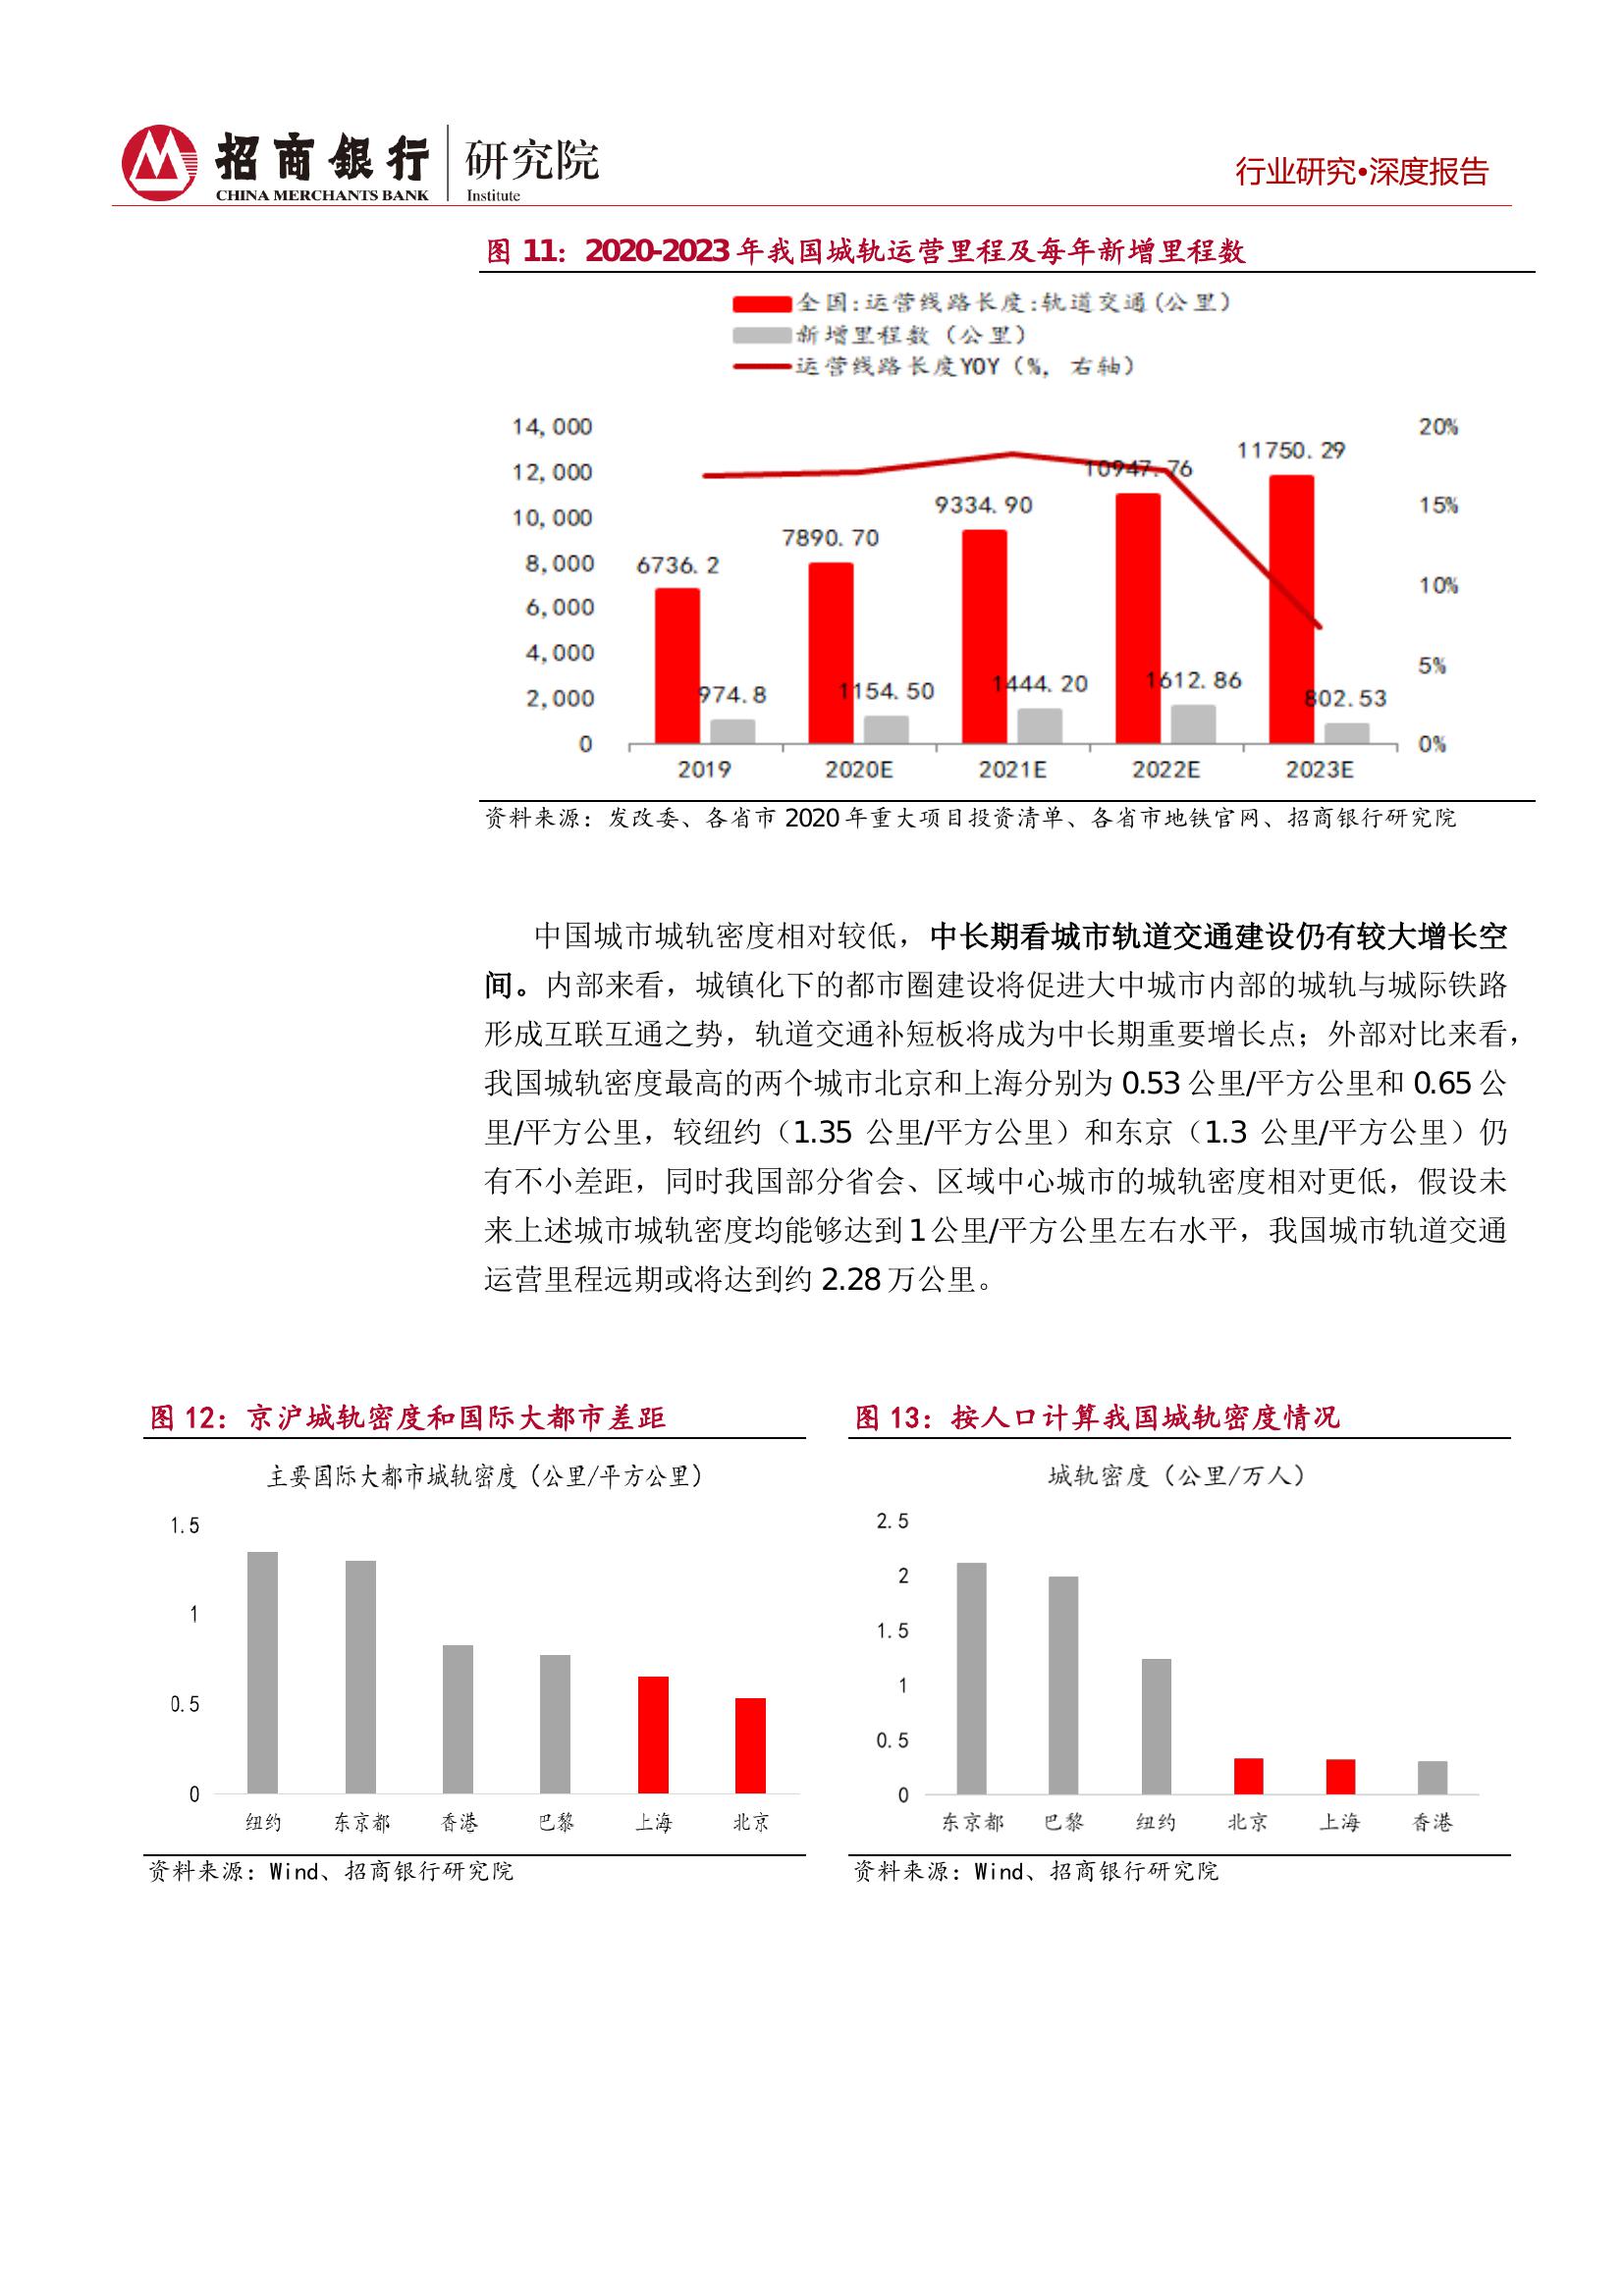 招商銀行
CHINA MERCHANTS BANK
研究院
Institute
行业研究•深度报告
图 11：2020-2023 年我国城轨运营里程及每年新增里程数
全国:运营线路长度:轨道交通(公里)
新增里程数（公里）
运营线路长度YOY（%，右轴）
14,000
12,000
10,000
8,000
6,000
4,000
2,000
0
20%
15%
10%
5%
0%
6736.2
7890.70
9334.90
10947.76
11750.29
974.8
1154.50
1444.20
1612.86
802.53
2019
2020E
2021E
2022E
2023E
资料来源：发改委、各省市 2020 年重大项目投资清单、各省市地铁官网、招商银行研究院
中国城市城轨密度相对较低，中长期看城市轨道交通建设仍有较大增长空
间。内部来看，城镇化下的都市圈建设将促进大中城市内部的城轨与城际铁路
形成互联互通之势，轨道交通补短板将成为中长期重要增长点；外部对比来看，
我国城轨密度最高的两个城市北京和上海分别为 0.53 公里/平方公里和 0.65 公
里/平方公里，较纽约（1.35 公里/平方公里）和东京（1.3 公里/平方公里）仍
有不小差距，同时我国部分省会、区域中心城市的城轨密度相对更低，假设未
来上述城市城轨密度均能够达到 1 公里/平方公里左右水平，我国城市轨道交通
运营里程远期或将达到约 2.28 万公里。
图 12：京沪城轨密度和国际大都市差距
主要国际大都市城轨密度（公里/平方公里）
1.5
1
0.5
0
纽约
东京都
香港
巴黎
上海
北京
资料来源：Wind、招商银行研究院
图 13：按人口计算我国城轨密度情况
城轨密度（公里/万人）
2.5
2
1.5
1
0.5
0
东京都
巴黎
纽约
北京
上海
香港
资料来源：Wind、招商银行研究院